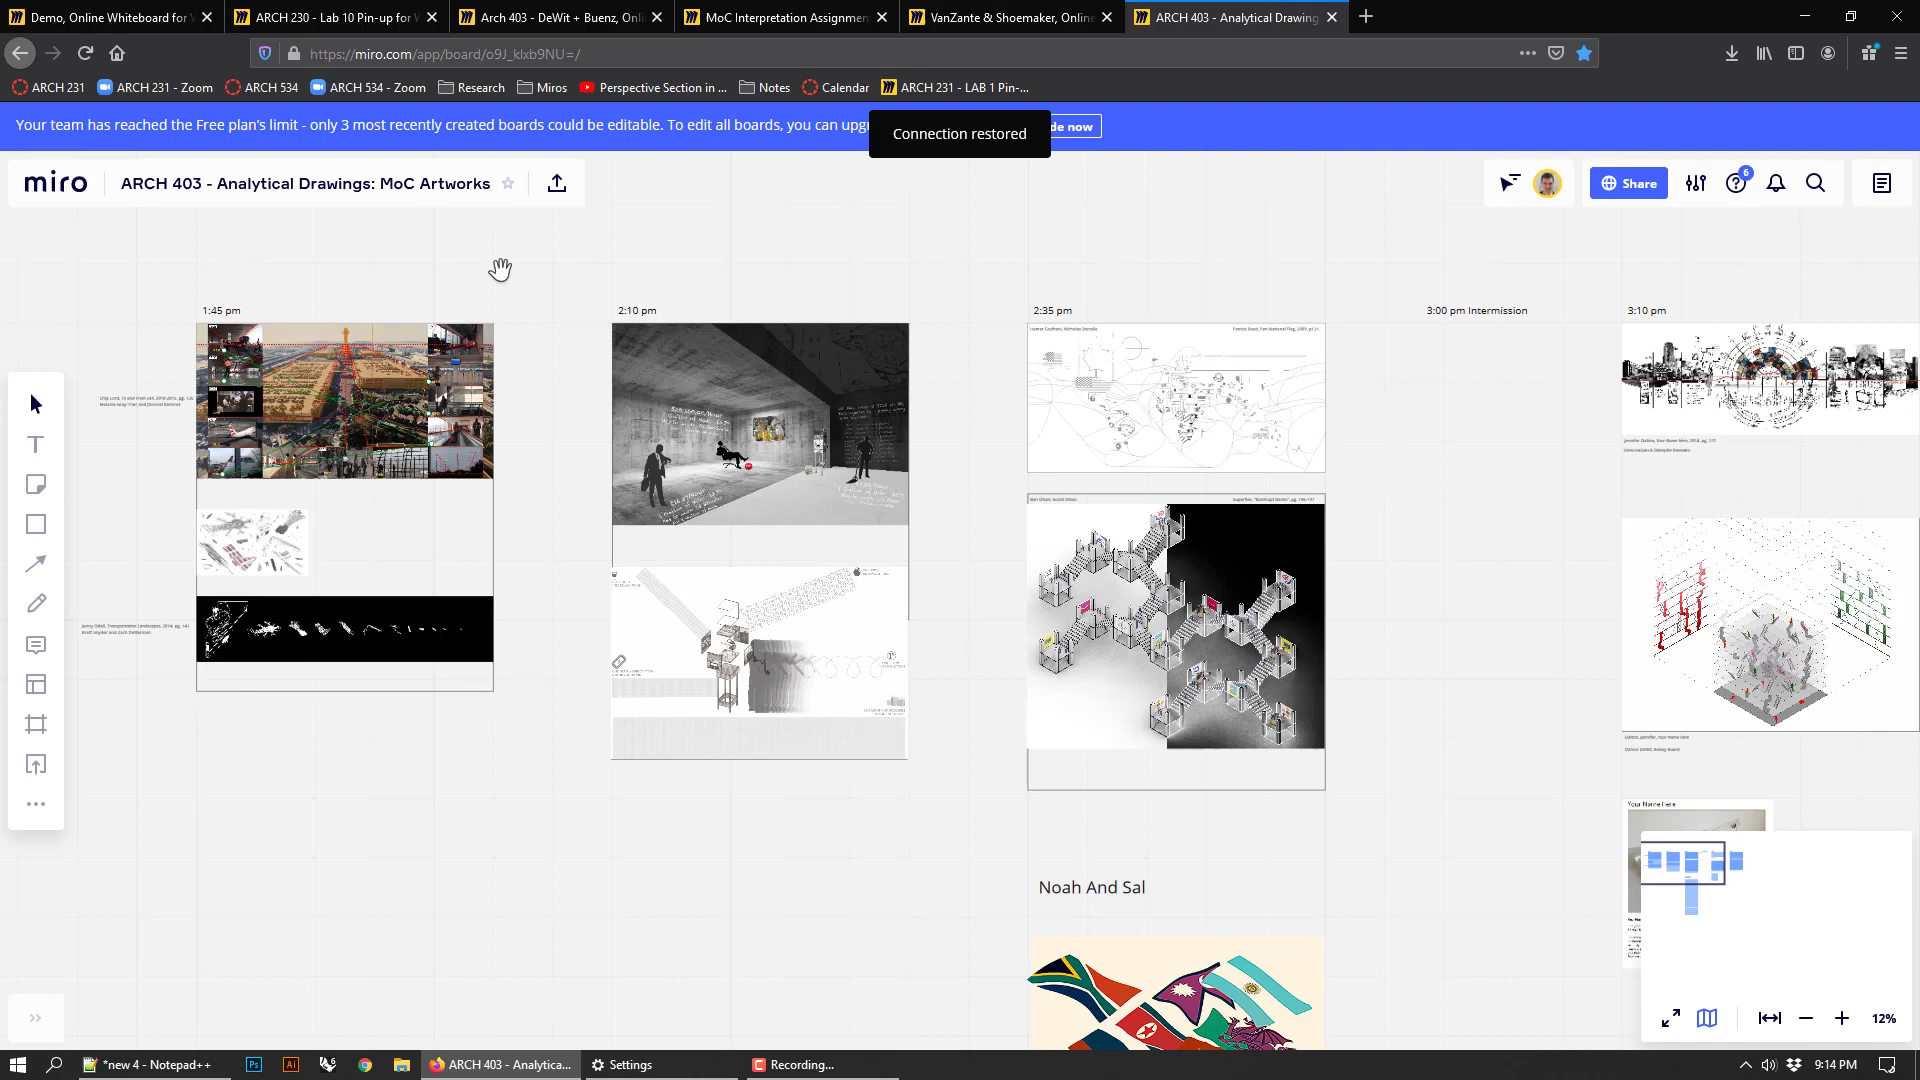 Demo, Online Whiteboard for
ARCH 230 - Lab 10 Pin-up for
Arch 403 - DeWit + Buenz, Onli
MoC Interpretation Assignmen
VanZante & Shoemaker, Online
ARCH 403 - Analytical Drawing
https://miro.com/app/board/o9J_klxb9NU=/
ARCH 231
ARCH 231 - Zoom
ARCH 534
ARCH 534 - Zoom
Research
Miros
Perspective Section in ...
Notes
Calendar
ARCH 231 - LAB 1 Pin-...
Your team has reached the Free plan's limit - only 3 most recently created boards could be editable. To edit all boards, you can upgr
de now
Connection restored
miro
ARCH 403 - Analytical Drawings: MoC Artworks
Share
6
1:45 pm
2:10 pm
2:35 pm
3:00 pm Intermission
3:10 pm
Your Name Here
Noah And Sal
12%
*new 4 - Notepad++
Ps
Ai
6
ARCH 403 - Analytica...
Settings
Recording...
9:14 PM